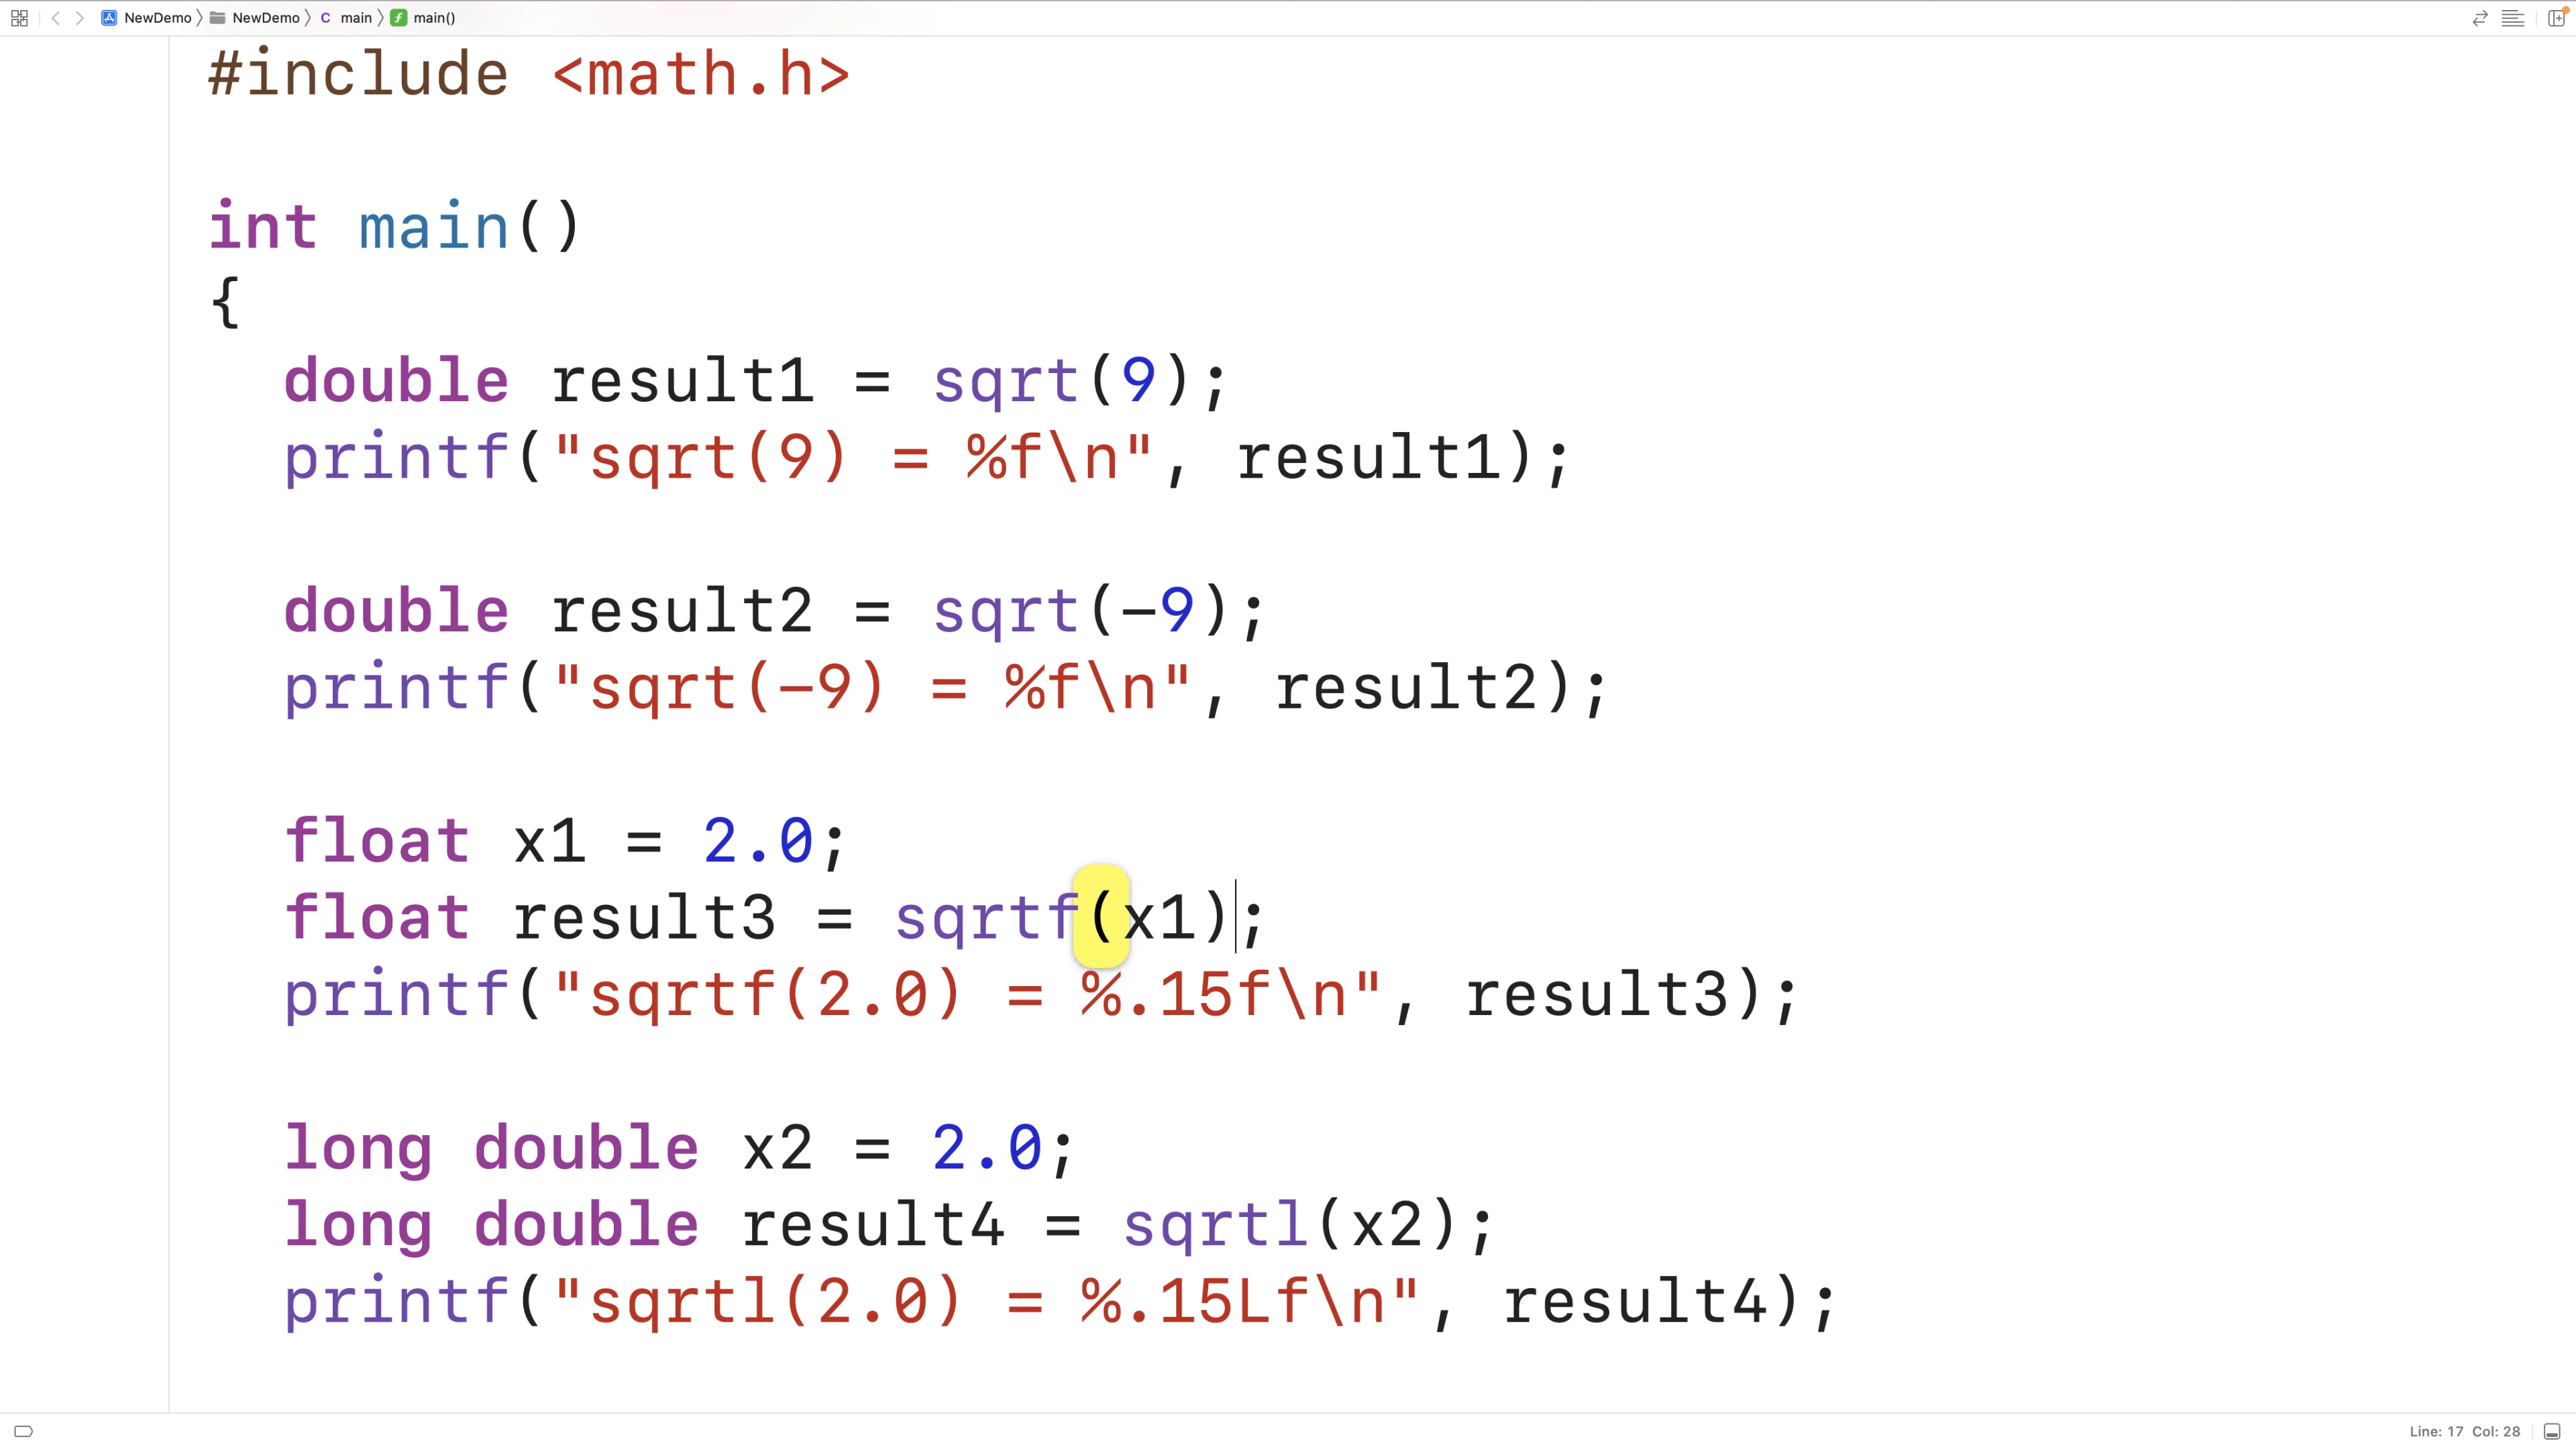 NewDemo NewDemo C main f main()
#include <math.h>
int main()
{
double result1 = sqrt(9);
printf("sqrt(9) = %f\n", result1);
double result2 = sqrt(-9);
printf("sqrt(-9) = %f\n", result2);
float x1 = 2.0;
float result3 = sqrtf(x1);
printf("sqrtf(2.0) = %.15f\n", result3);
long double x2 = 2.0;
long double result4 = sqrtl(x2);
printf("sqrtl(2.0) = %.15Lf\n", result4);
Line: 17 Col: 28